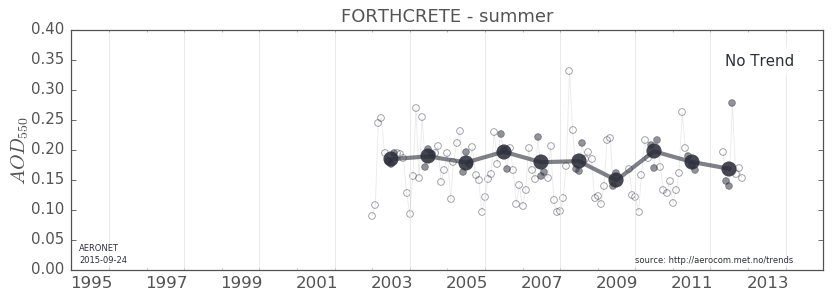 FORTHCRETE - summer
No Trend
AOD550
0.40
0.35
0.30
0.25
0.20
0.15
0.10
0.05
0.00
AERONET
2015-09-24
source: http://aerocom.met.no/trends
1995 1997 1999 2001 2003 2005 2007 2009 2011 2013